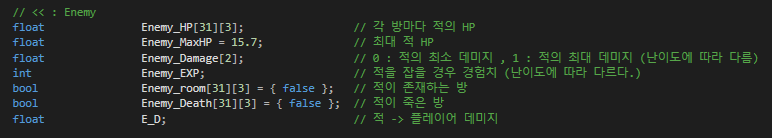 // << : Enemy
float Enemy_HP[31][3]; // 각 방마다 적의 HP
float Enemy_MaxHP = 15.7; // 최대 적 HP
float Enemy_Damage[2]; // 0 : 적의 최소 데미지 , 1 : 적의 최대 데미지 (난이도에 따라 다름)
int Enemy_EXP; // 적을 잡을 경우 경험치 (난이도에 따라 다르다.)
bool Enemy_room[31][3] = { false }; // 적이 존재하는 방
bool Enemy_Death[31][3] = { false }; // 적이 죽은 방
float E_D; // 적 -> 플레이어 데미지